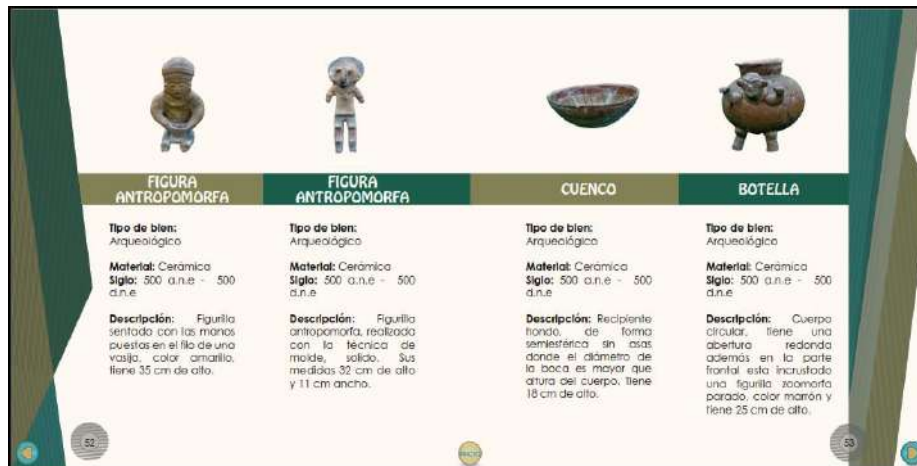 FIGURA
ANTROPOMORFA
Tipo de bien:
Arqueológico
Material: Cerámica
Siglo: 500 a.n.e - 500
d.n.e
Descripción: Figurilla
sentado con las manos
puestas en el filo de una
vasija, color amarillo,
tiene 35 cm de alto.
FIGURA
ANTROPOMORFA
Tipo de bien:
Arqueológico
Material: Cerámica
Siglo: 500 a.n.e - 500
d.n.e
Descripción: Figurilla
antropomorfa, realizada
con la técnica de
molde, solido. Sus
medidas 32 cm de alto
y 11 cm ancho.
CUENCO
Tipo de bien:
Arqueológico
Material: Cerámica
Siglo: 500 a.n.e - 500
d.n.e
Descripción: Recipiente
hondo, de forma
semiesférica sin asas
donde el diámetro de
la boca es mayor que
altura del cuerpo. Tiene
18 cm de alto.
BOTELLA
Tipo de bien:
Arqueológico
Material: Cerámica
Siglo: 500 a.n.e - 500
d.n.e
Descripción: Cuerpo
circular, tiene una
abertura redonda
además en la parte
frontal esta incrustado
una figurilla zoomorfa
parado, color marrón y
tiene 25 cm de alto.
52
53